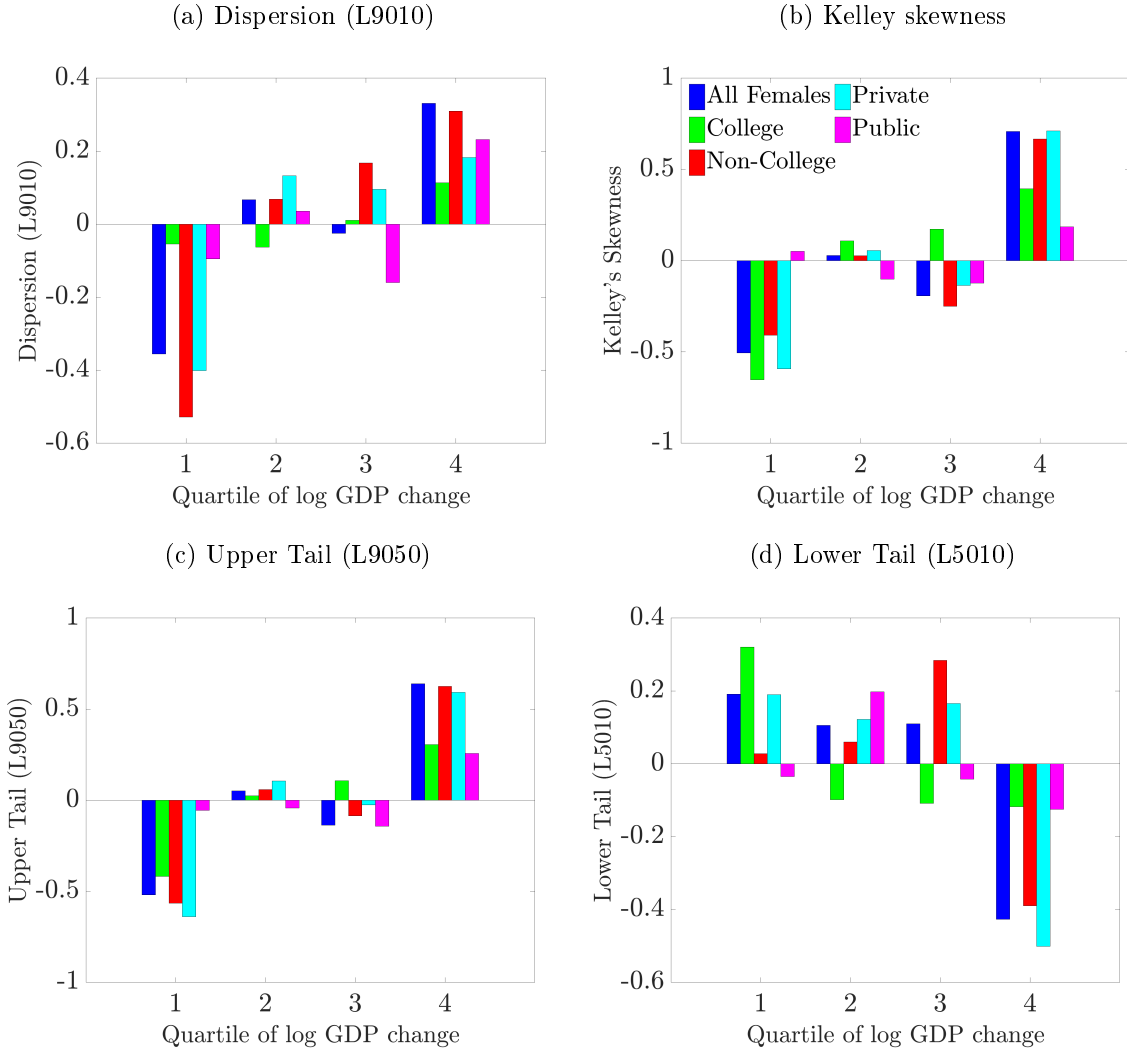 (a) Dispersion (L9010)
0.4
0.2
0
-0.2
-0.4
-0.6
Dispersion (L9010)
1 2 3 4
Quartile of log GDP change
(b) Kelley skewness
1
0.5
0
-0.5
-1
Kelley's Skewness
All Females Private
College Public
Non-College
1 2 3 4
Quartile of log GDP change
(c) Upper Tail (L9050)
1
0.5
0
-0.5
-1
Upper Tail (L9050)
1 2 3 4
Quartile of log GDP change
(d) Lower Tail (L5010)
0.4
0.2
0
-0.2
-0.4
-0.6
Lower Tail (L5010)
1 2 3 4
Quartile of log GDP change